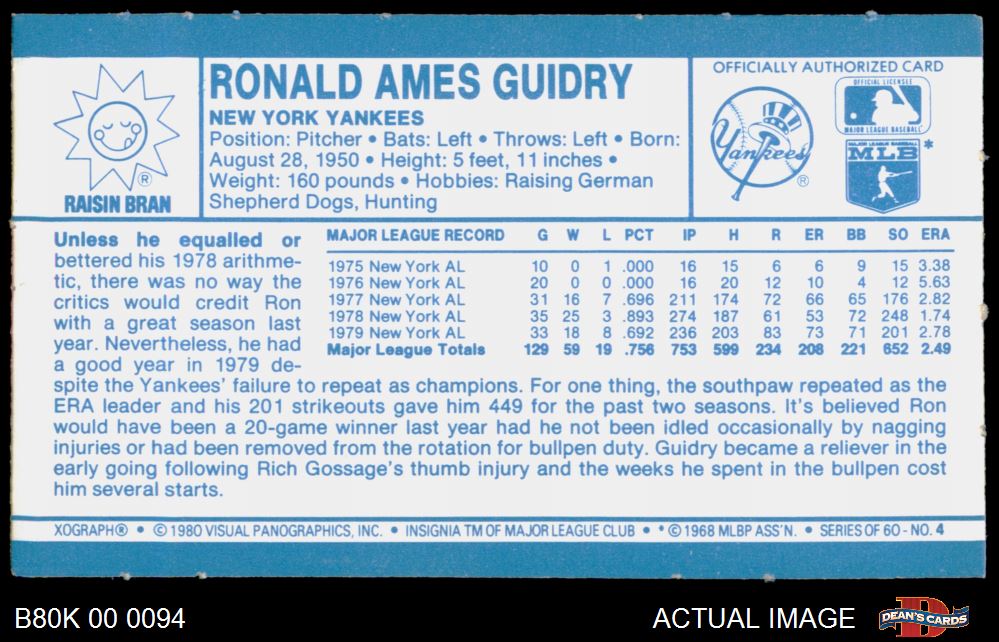 RONALD AMES GUIDRY
NEW YORK YANKEES
Position: Pitcher • Bats: Left • Throws: Left • Born:
August 28, 1950 • Height: 5 feet, 11 inches •
Weight: 160 pounds • Hobbies: Raising German
Shepherd Dogs, Hunting
® RAISIN BRAN
OFFICIALLY AUTHORIZED CARD
Yankees ®
OFFICIAL LICENSEE
MAJOR LEAGUE BASEBALL
MAJOR LEAGUE BASEBALL
MLB *
Unless he equalled or
bettered his 1978 arithme-
tic, there was no way the
critics would credit Ron
with a great season last
year. Nevertheless, he had
a good year in 1979 de-
spite the Yankees' failure to repeat as champions. For one thing, the southpaw repeated as the
ERA leader and his 201 strikeouts gave him 449 for the past two seasons. It's believed Ron
would have been a 20-game winner last year had he not been idled occasionally by nagging
injuries or had been removed from the rotation for bullpen duty. Guidry became a reliever in the
early going following Rich Gossage's thumb injury and the weeks he spent in the bullpen cost
him several starts.
MAJOR LEAGUE RECORD G W L PCT IP H R ER BB SO ERA
1975 New York AL 10 0 1 .000 16 15 6 6 9 15 3.38
1976 New York AL 20 0 0 .000 16 20 12 10 4 12 5.63
1977 New York AL 31 16 7 .696 211 174 72 66 65 176 2.82
1978 New York AL 35 25 3 .893 274 187 61 53 72 248 1.74
1979 New York AL 33 18 8 .692 236 203 83 73 71 201 2.78
Major League Totals 129 59 19 .756 753 599 234 208 221 652 2.49
XOGRAPH® • © 1980 VISUAL PANOGRAPHICS, INC. • INSIGNIA TM OF MAJOR LEAGUE CLUB • * © 1968 MLBP ASS'N. • SERIES OF 60 - NO. 4
B80K 00 0094 ACTUAL IMAGE
D
DEAN'S CARDS